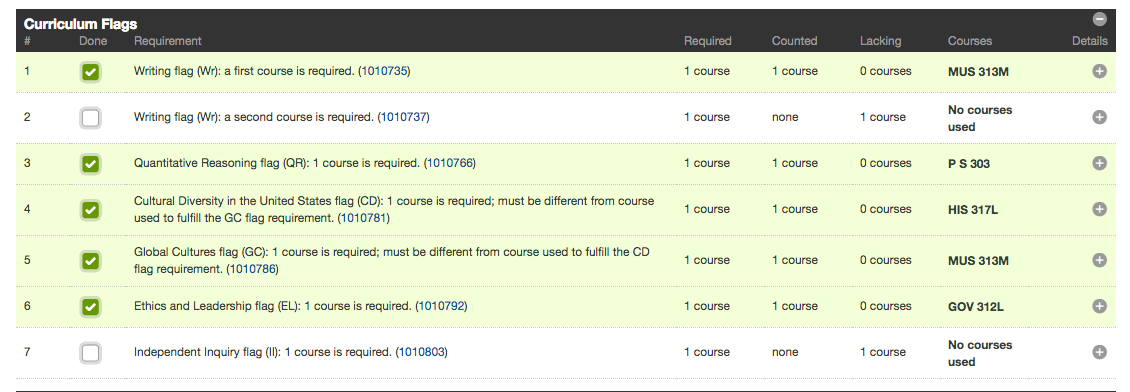 Curriculum Flags
# Done Requirement Required Counted Lacking Courses Details
1 Writing flag (Wr): a first course is required. (1010735) 1 course 1 course 0 courses MUS 313M
2 Writing flag (Wr): a second course is required. (1010737) 1 course none 1 course No courses
used
3 Quantitative Reasoning flag (QR): 1 course is required. (1010766) 1 course 1 course 0 courses P S 303
4 Cultural Diversity in the United States flag (CD): 1 course is required; must be different from course
used to fulfill the GC flag requirement. (1010781) 1 course 1 course 0 courses HIS 317L
5 Global Cultures flag (GC): 1 course is required; must be different from course used to fulfill the CD
flag requirement. (1010786) 1 course 1 course 0 courses MUS 313M
6 Ethics and Leadership flag (EL): 1 course is required. (1010792) 1 course 1 course 0 courses GOV 312L
7 Independent Inquiry flag (II): 1 course is required. (1010803) 1 course none 1 course No courses
used